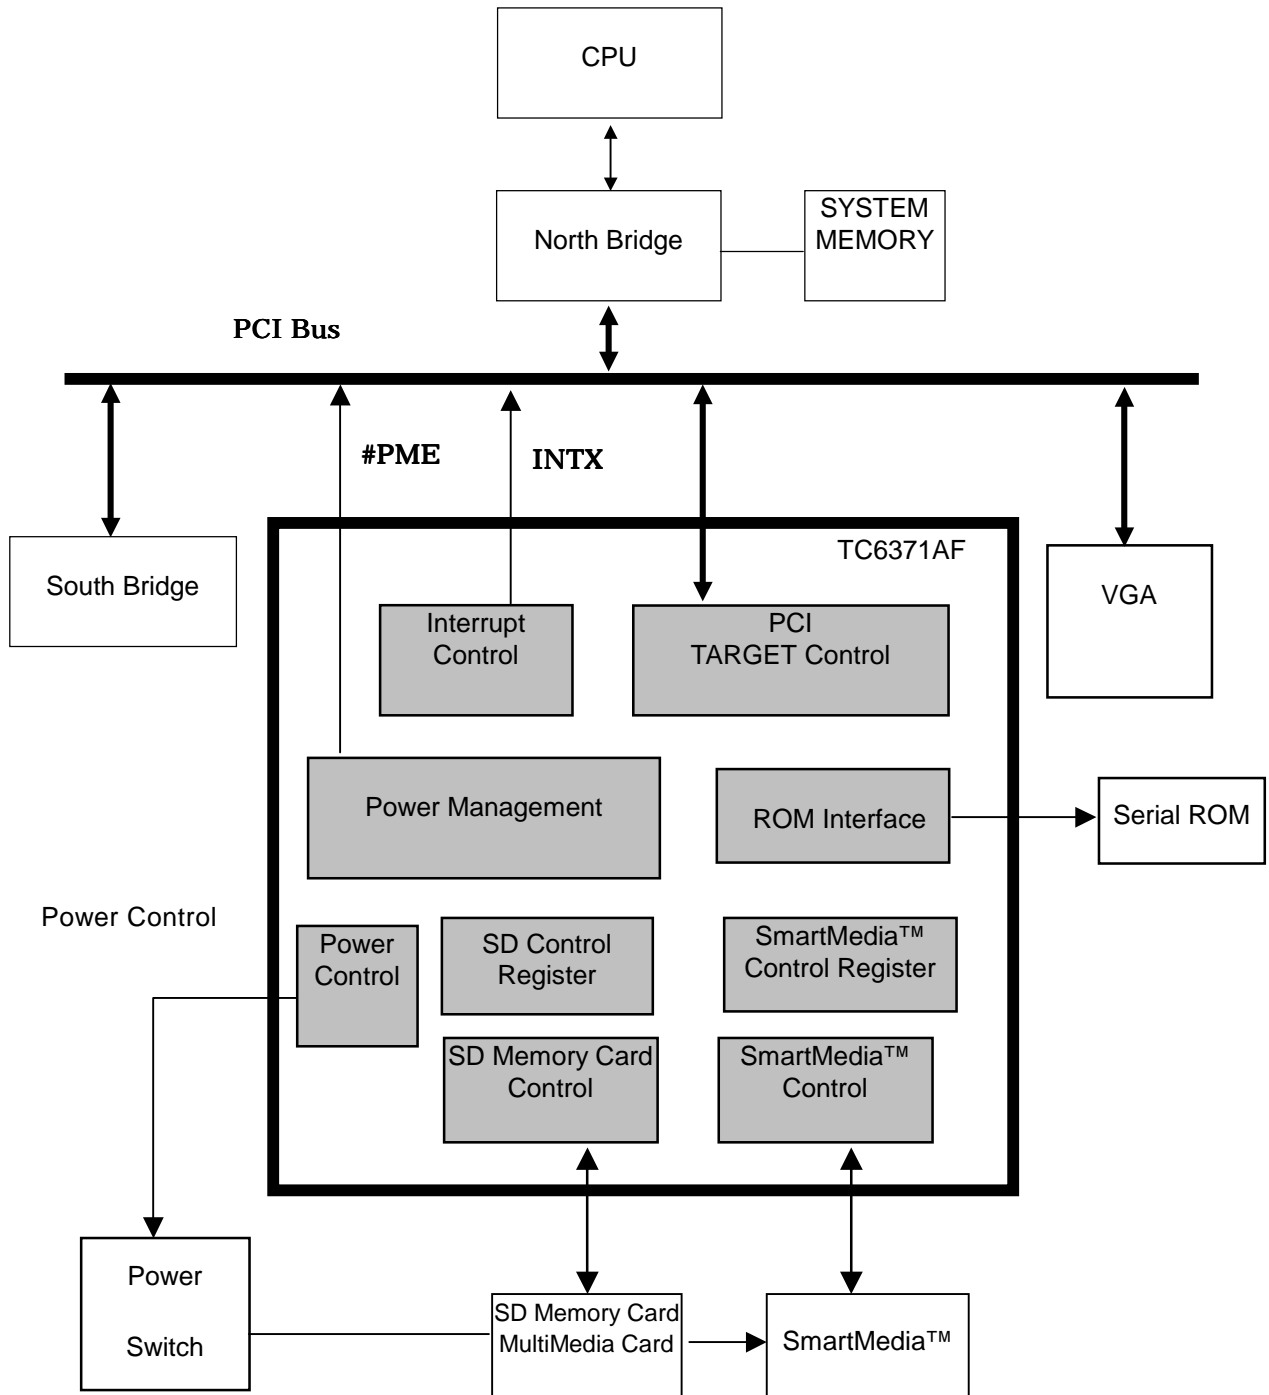 CPU
North Bridge
SYSTEM
MEMORY
PCI Bus
#PME
INTX
TC6371AF
South Bridge
Interrupt
Control
PCI
TARGET Control
VGA
Power Management
ROM Interface
Serial ROM
Power Control
Power
Control
SD Control
Register
SmartMedia™
Control Register
SD Memory Card
Control
SmartMedia™
Control
Power
Switch
SD Memory Card
MultiMedia Card
SmartMedia™